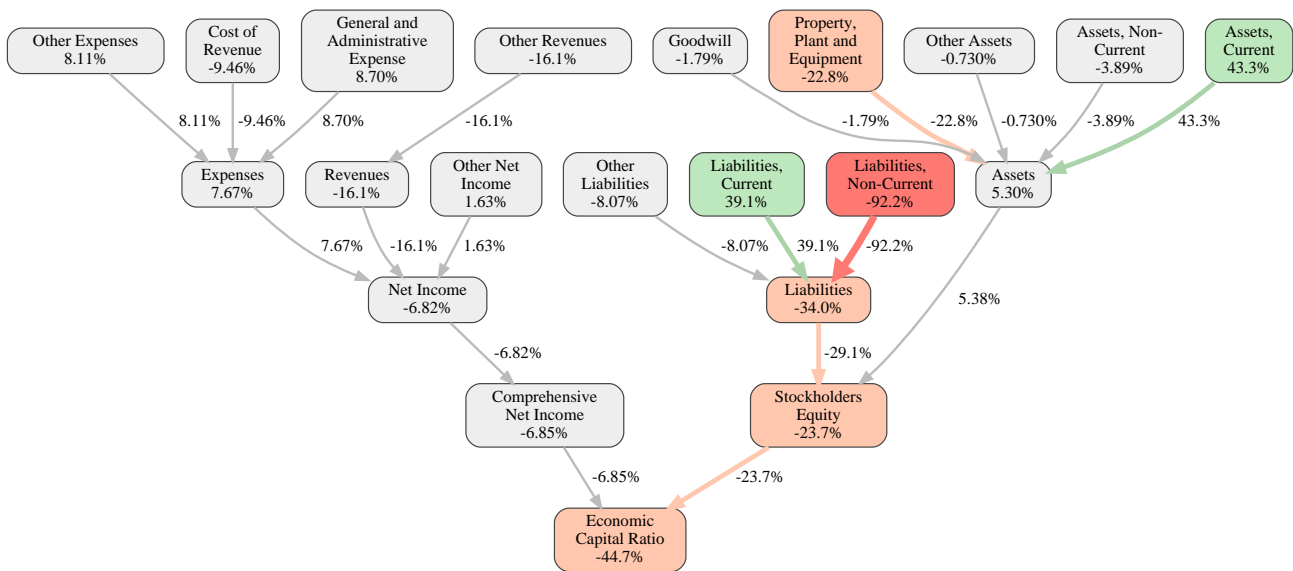 Other Expenses
8.11%
Cost of
Revenue
-9.46%
General and
Administrative
Expense
8.70%
Other Revenues
-16.1%
Goodwill
-1.79%
Property,
Plant and
Equipment
-22.8%
Other Assets
-0.730%
Assets, Non-
Current
-3.89%
Assets,
Current
43.3%
8.11%
-9.46%
8.70%
-16.1%
-1.79%
-22.8%
-0.730%
-3.89%
43.3%
Expenses
7.67%
Revenues
-16.1%
Other Net
Income
1.63%
Other
Liabilities
-8.07%
Liabilities,
Current
39.1%
Liabilities,
Non-Current
-92.2%
Assets
5.30%
7.67%
-16.1%
1.63%
-8.07%
39.1%
-92.2%
Net Income
-6.82%
Liabilities
-34.0%
5.38%
-6.82%
-29.1%
Comprehensive
Net Income
-6.85%
Stockholders
Equity
-23.7%
-6.85%
-23.7%
Economic
Capital Ratio
-44.7%